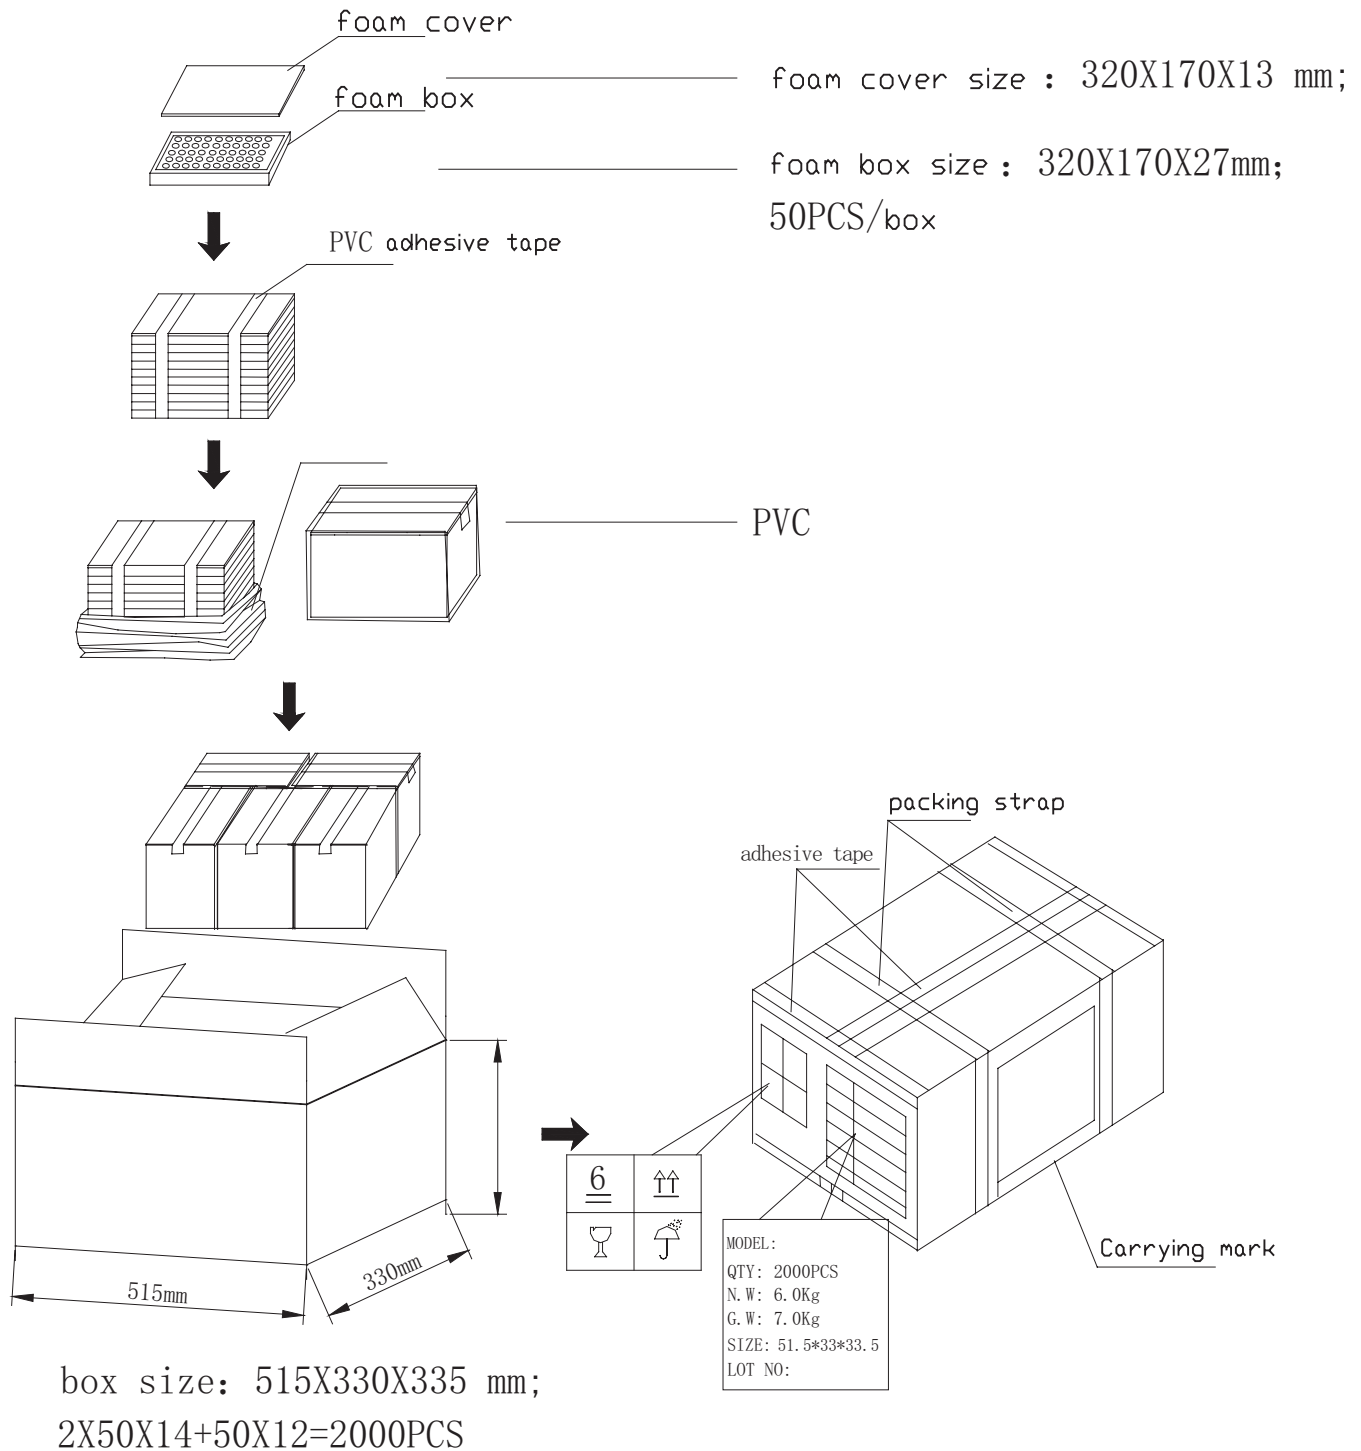 foam cover
foam cover size : 320X170X13 mm;
foam box
foam box size : 320X170X27mm;
50PCS/box
PVC adhesive tape
PVC
packing strap
adhesive tape
6
Carrying mark
MODEL:
QTY: 2000PCS
N.W: 6.0Kg
G.W: 7.0Kg
SIZE: 51.5*33*33.5
LOT NO:
515mm
330mm
box size: 515X330X335 mm;
2X50X14+50X12=2000PCS